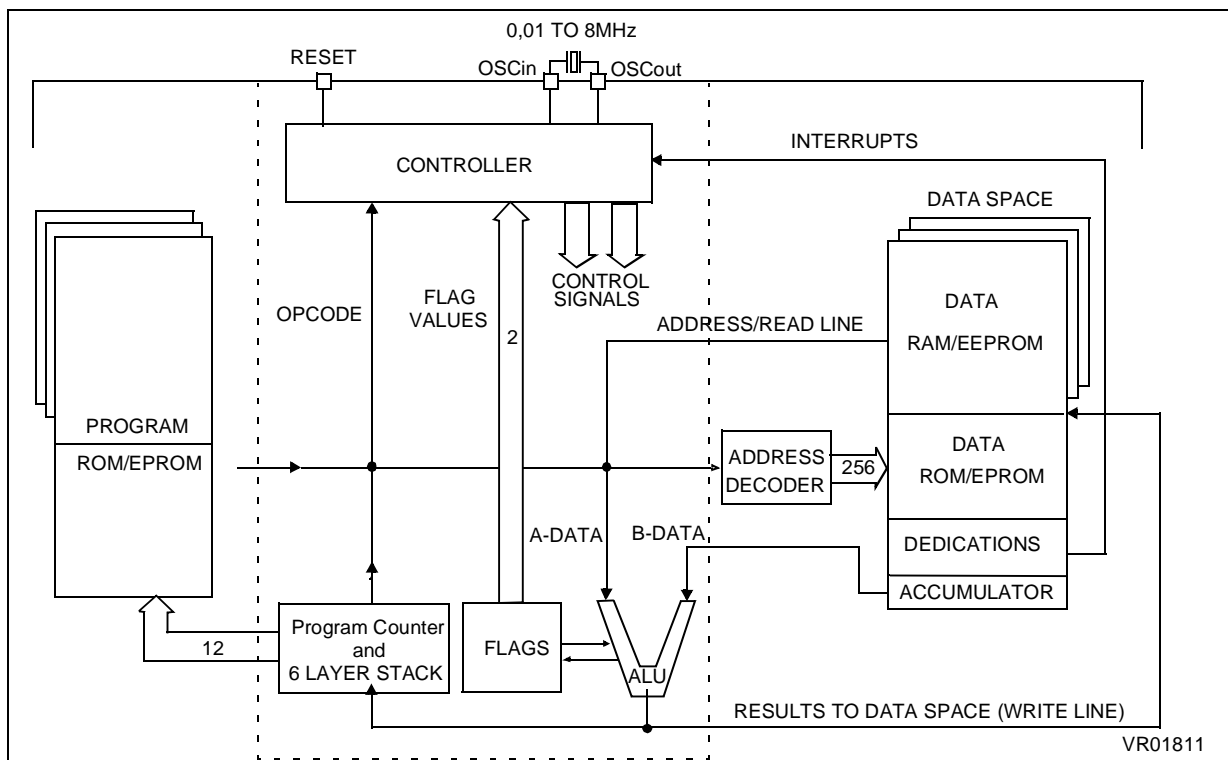 0,01 TO 8MHz
RESET
OSCin
OSCout
INTERRUPTS
CONTROLLER
DATA SPACE
CONTROL
SIGNALS
OPCODE
FLAG
VALUES
2
ADDRESS/READ LINE
DATA
RAM/EEPROM
PROGRAM
ROM/EPROM
ADDRESS
DECODER
256
DATA
ROM/EPROM
A-DATA
B-DATA
DEDICATIONS
ACCUMULATOR
12
Program Counter
and
6 LAYER STACK
FLAGS
ALU
RESULTS TO DATA SPACE (WRITE LINE)
VR01811